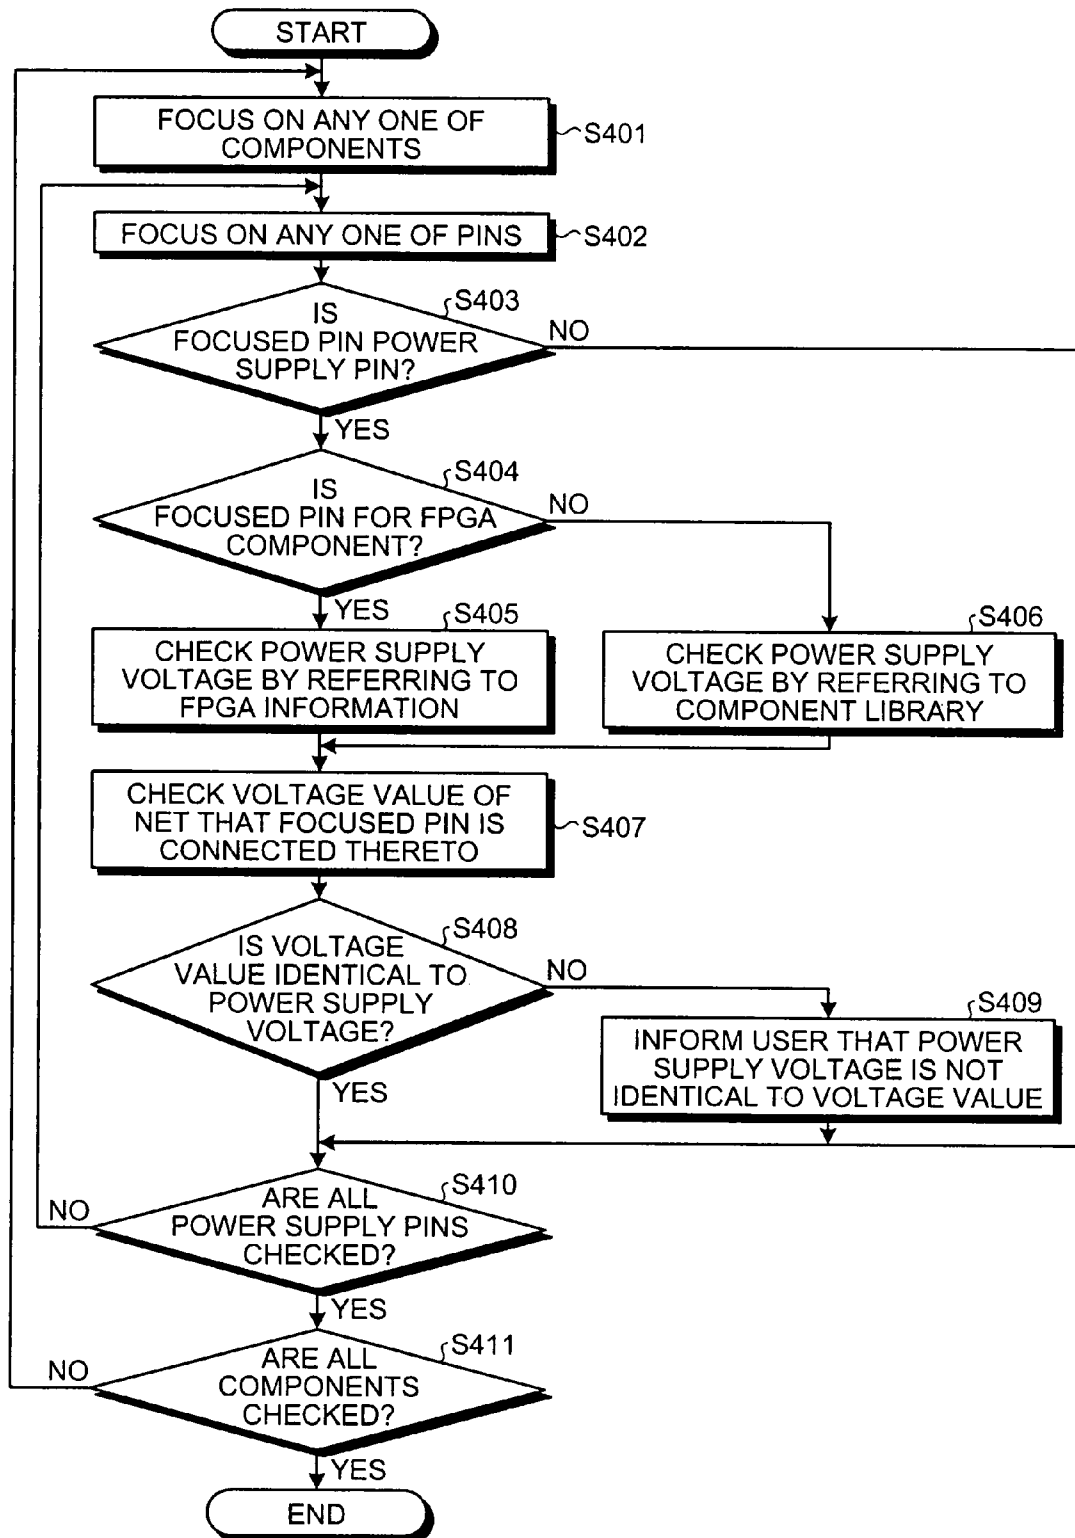 START
FOCUS ON ANY ONE OF
COMPONENTS
S401
FOCUS ON ANY ONE OF PINS
S402
S403
IS
FOCUSED PIN POWER
SUPPLY PIN?
NO
YES
S404
IS
FOCUSED PIN FOR FPGA
COMPONENT?
NO
YES
S405
CHECK POWER SUPPLY
VOLTAGE BY REFERRING TO
FPGA INFORMATION
S406
CHECK POWER SUPPLY
VOLTAGE BY REFERRING TO
COMPONENT LIBRARY
CHECK VOLTAGE VALUE OF
NET THAT FOCUSED PIN IS
CONNECTED THERETO
S407
S408
IS VOLTAGE
VALUE IDENTICAL TO
POWER SUPPLY
VOLTAGE?
NO
YES
S409
INFORM USER THAT POWER
SUPPLY VOLTAGE IS NOT
IDENTICAL TO VOLTAGE VALUE
S410
ARE ALL
POWER SUPPLY PINS
CHECKED?
NO
YES
S411
ARE ALL
COMPONENTS
CHECKED?
NO
YES
END